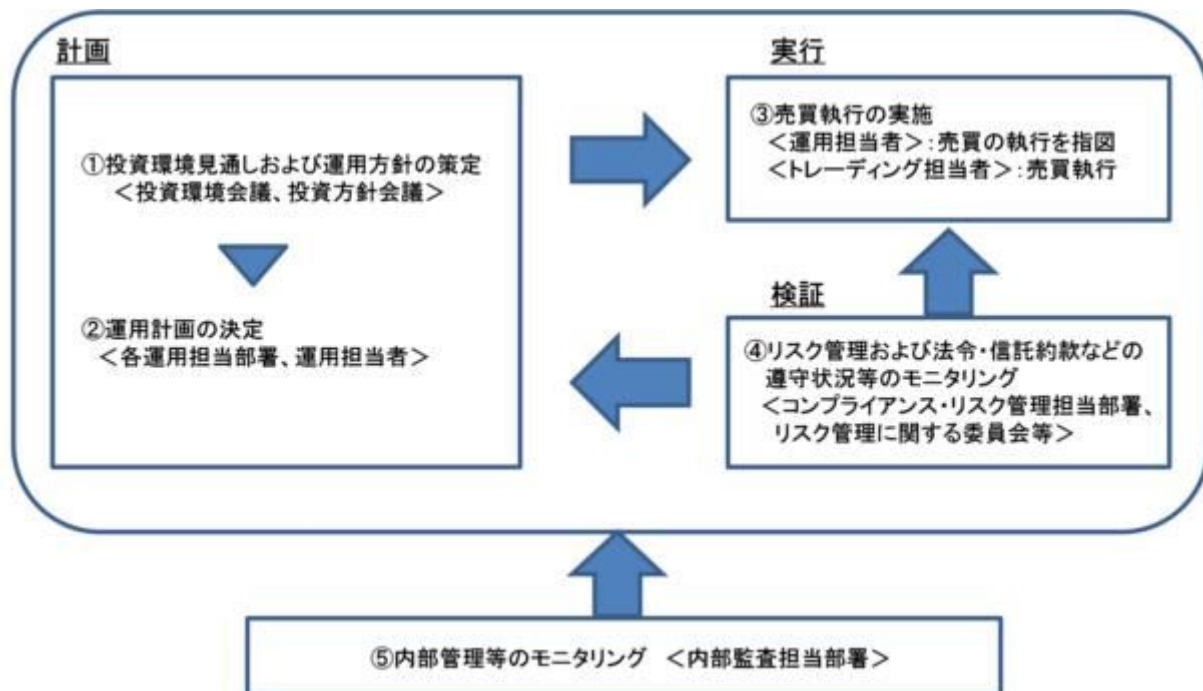 計画
①投資環境見通しおよび運用方針の策定
＜投資環境会議、投資方針会議＞
②運用計画の決定
＜各運用担当部署、運用担当者＞
実行
③売買執行の実施
＜運用担当者＞：売買の執行を指図
＜トレーディング担当者＞：売買執行
検証
④リスク管理および法令・信託約款などの
遵守状況等のモニタリング
＜コンプライアンス・リスク管理担当部署、
リスク管理に関する委員会等＞
⑤内部管理等のモニタリング　＜内部監査担当部署＞